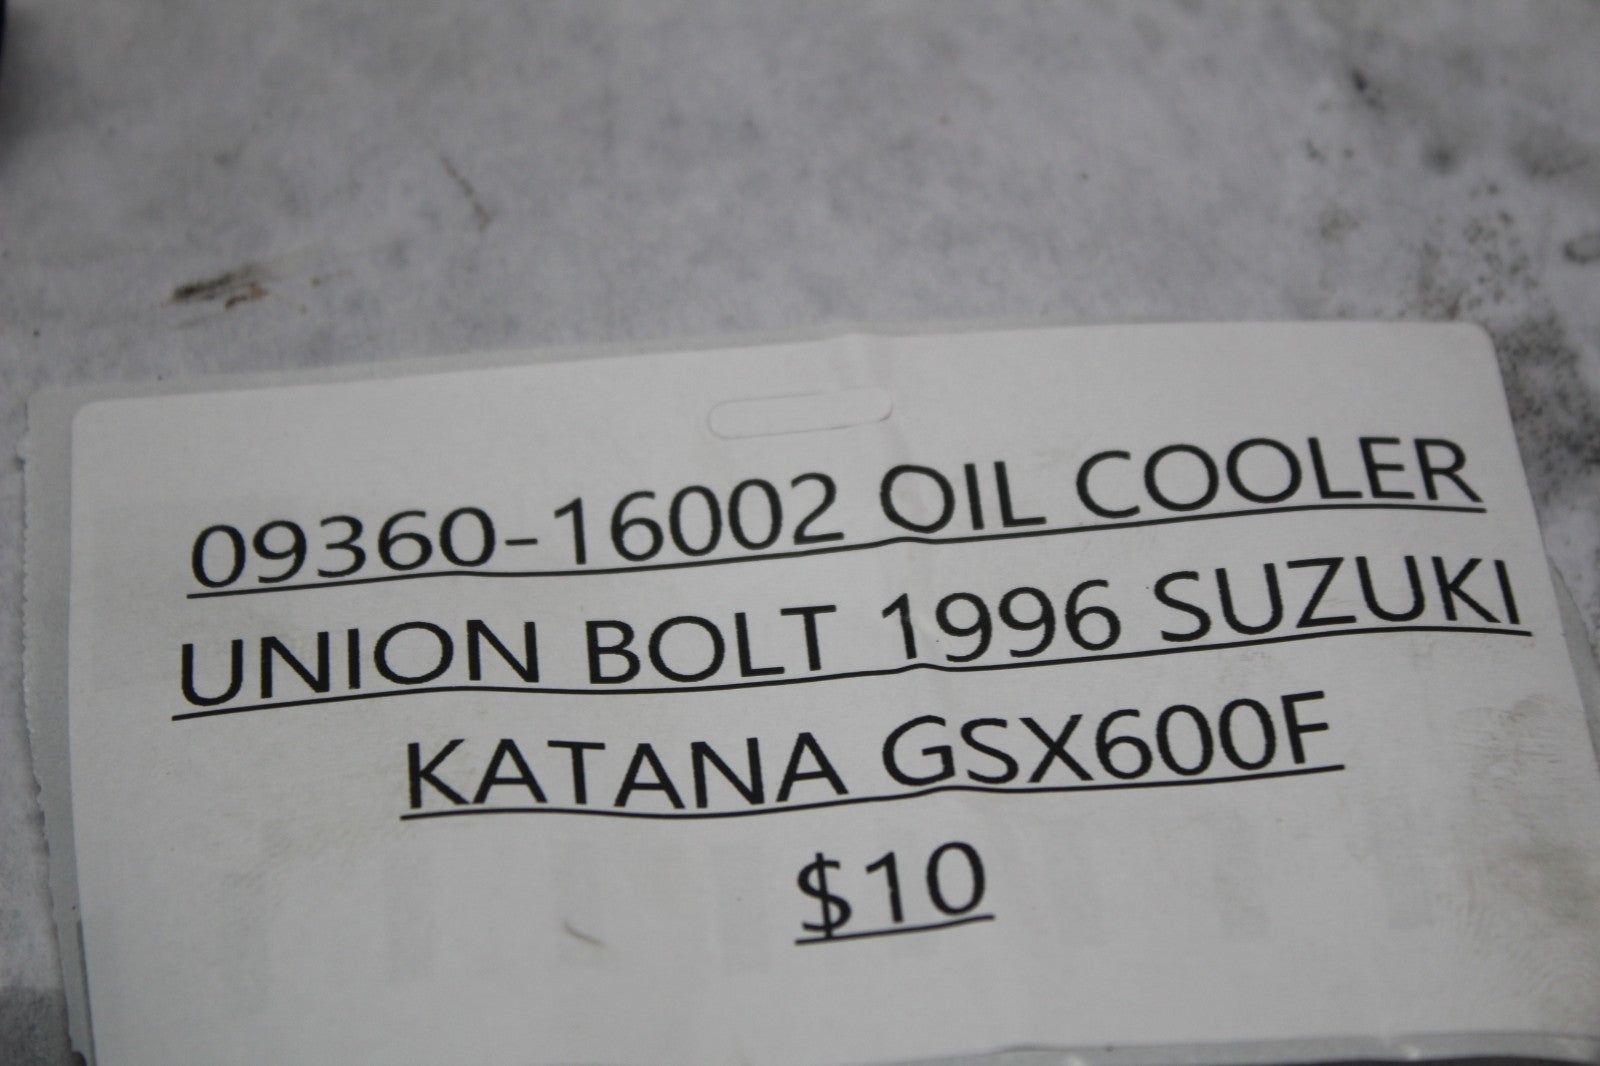 09360-16002 OIL COOLER
UNION BOLT 1996 SUZUKI
KATANA GSX600F
$10